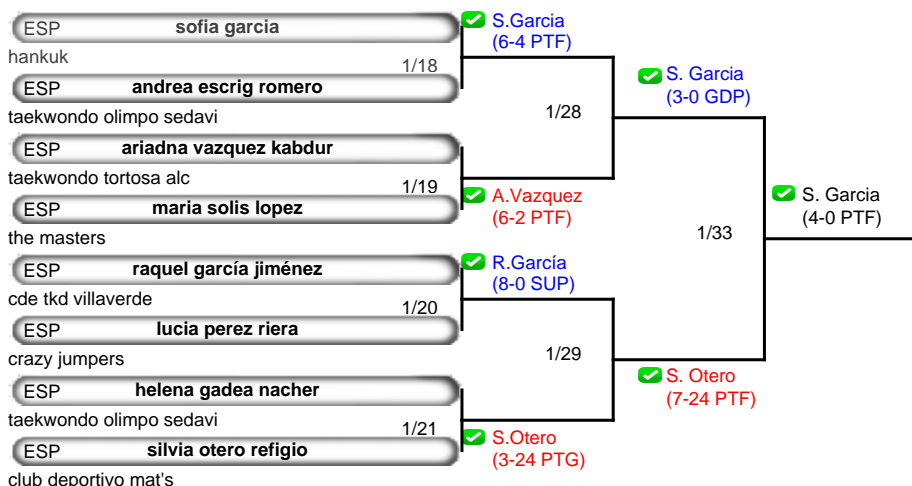 ESP sofia garcia
hankuk
1/18
ESP andrea escrig romero
taekwondo olimpo sedavi
ESP ariadna vazquez kabdur
taekwondo tortosa alc
1/19
ESP maria solis lopez
the masters
ESP raquel garcía jiménez
cde tkd villaverde
1/20
ESP lucia perez riera
crazy jumpers
ESP helena gadea nacher
taekwondo olimpo sedavi
1/21
ESP silvia otero refigio
club deportivo mat's
S.Garcia
(6-4 PTF)
1/28
A.Vazquez
(6-2 PTF)
R.García
(8-0 SUP)
1/29
S.Otero
(3-24 PTG)
S. Garcia
(3-0 GDP)
1/33
S. Otero
(7-24 PTF)
S. Garcia
(4-0 PTF)